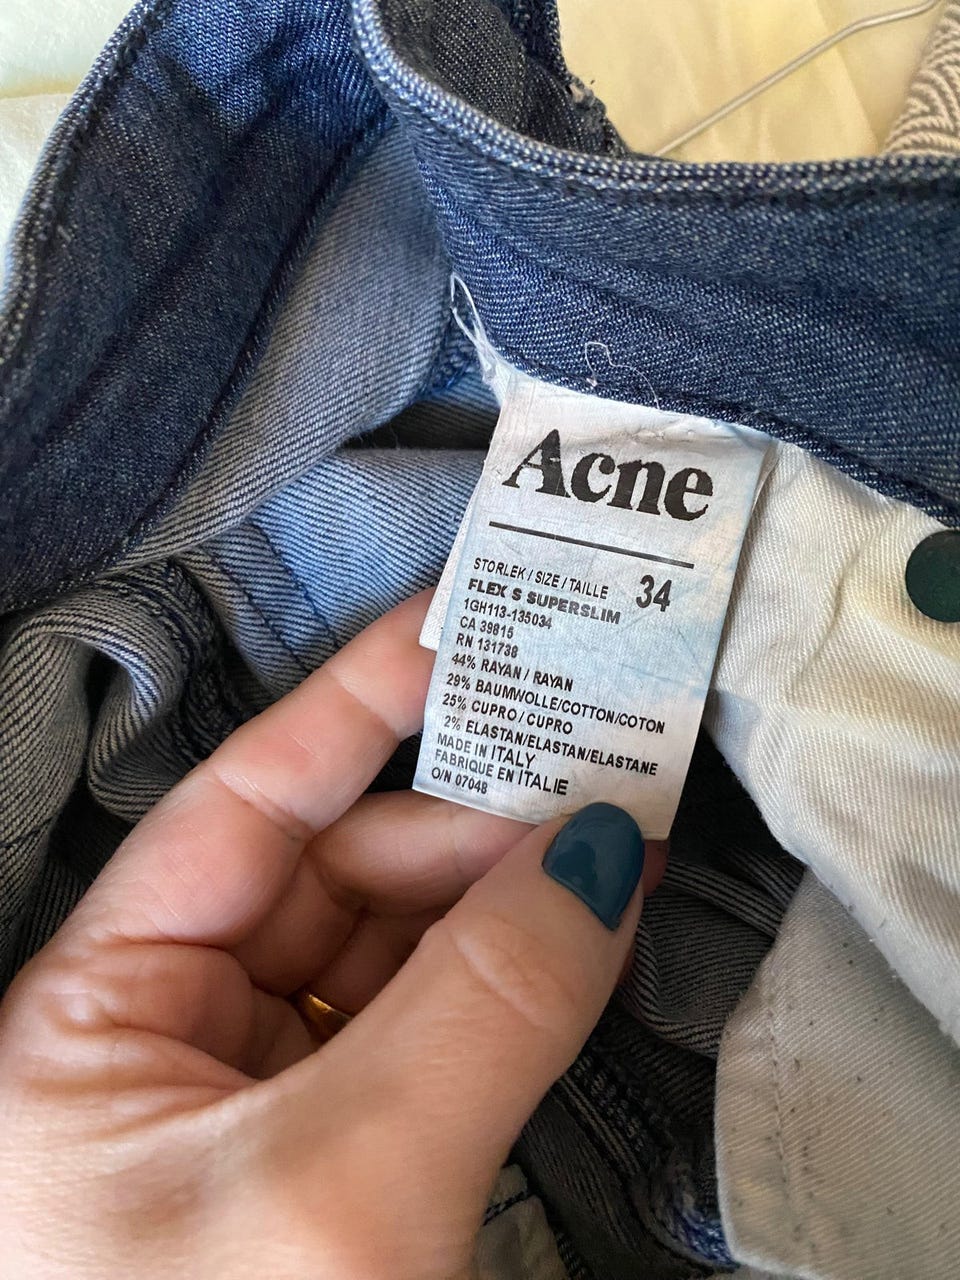 Acne
STORLEK / SIZE / TAILLE 34
FLEX S SUPERSLIM
1GH113-135034
CA 39815
RN 131738
44% RAYAN / RAYAN
29% BAUMWOLLE/COTTON/COTON
25% CUPRO / CUPRO
2% ELASTAN/ELASTAN/ELASTANE
MADE IN ITALY
FABRIQUE EN ITALIE
O/N 07048